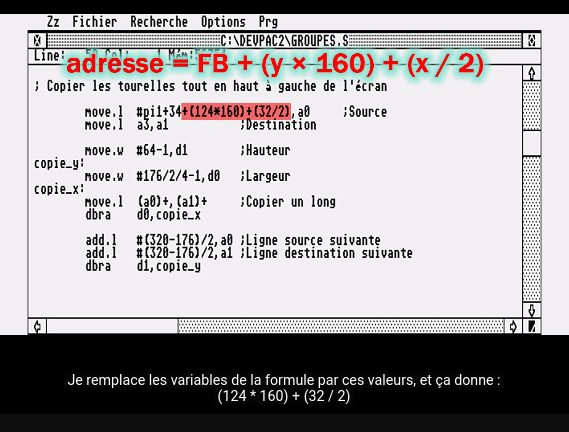 Zz Fichier Recherche Options Prg
C:\DEVPAC2\GROUPES.S
Line:
adresse = FB + (y × 160) + (x / 2)
; Copier les tourelles tout en haut à gauche de l'écran
move.l #pi1+34+(124*160)+(32/2),a0 ;Source
move.l a3,a1 ;Destination
move.w #64-1,d1 ;Hauteur
copie_y:
move.w #176/2/4-1,d0 ;Largeur
copie_x:
move.l (a0)+,(a1)+ ;Copier un long
dbra d0,copie_x
add.l #(320-176)/2,a0 ;Ligne source suivante
add.l #(320-176)/2,a1 ;Ligne destination suivante
dbra d1,copie_y
Je remplace les variables de la formule par ces valeurs, et ça donne :
(124 * 160) + (32 / 2)